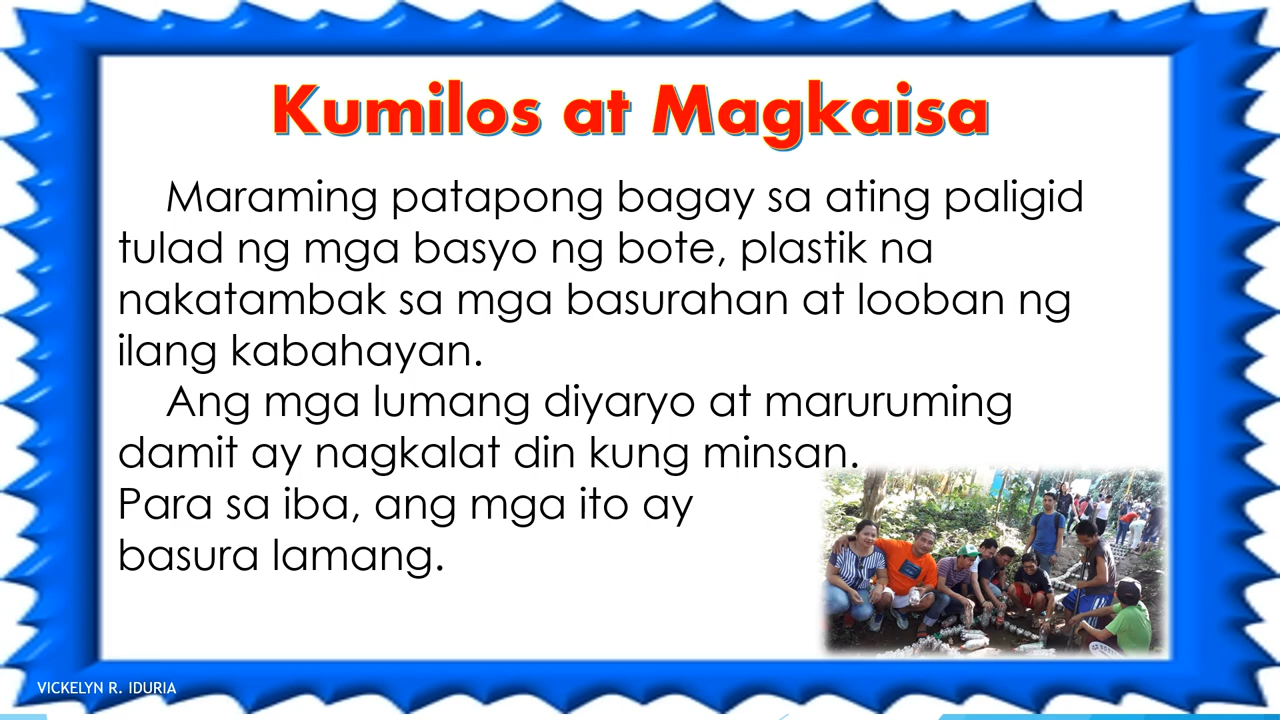 Kumilos at Magkaisa
Maraming patapong bagay sa ating paligid
tulad ng mga basyo ng bote, plastik na
nakatambak sa mga basurahan at looban ng
ilang kabahayan.
Ang mga lumang diyaryo at maruruming
damit ay nagkalat din kung minsan.
Para sa iba, ang mga ito ay
basura lamang.
VICKELYN R. IDURIA